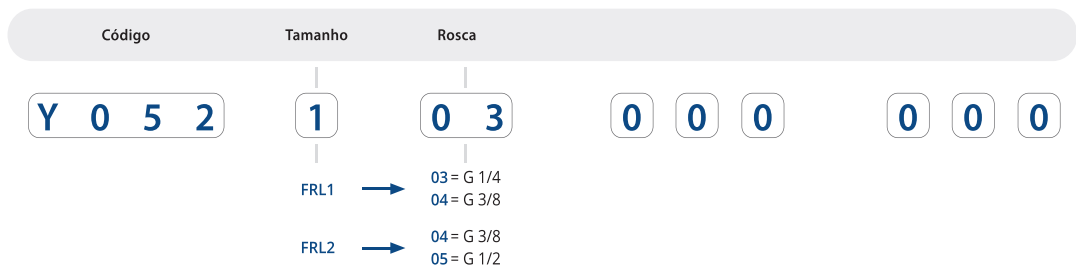 Código Tamanho Rosca
Y 0 5 2 1 0 3 0 0 0 0 0 0
FRL1
03 = G 1/4
04 = G 3/8
FRL2
04 = G 3/8
05 = G 1/2